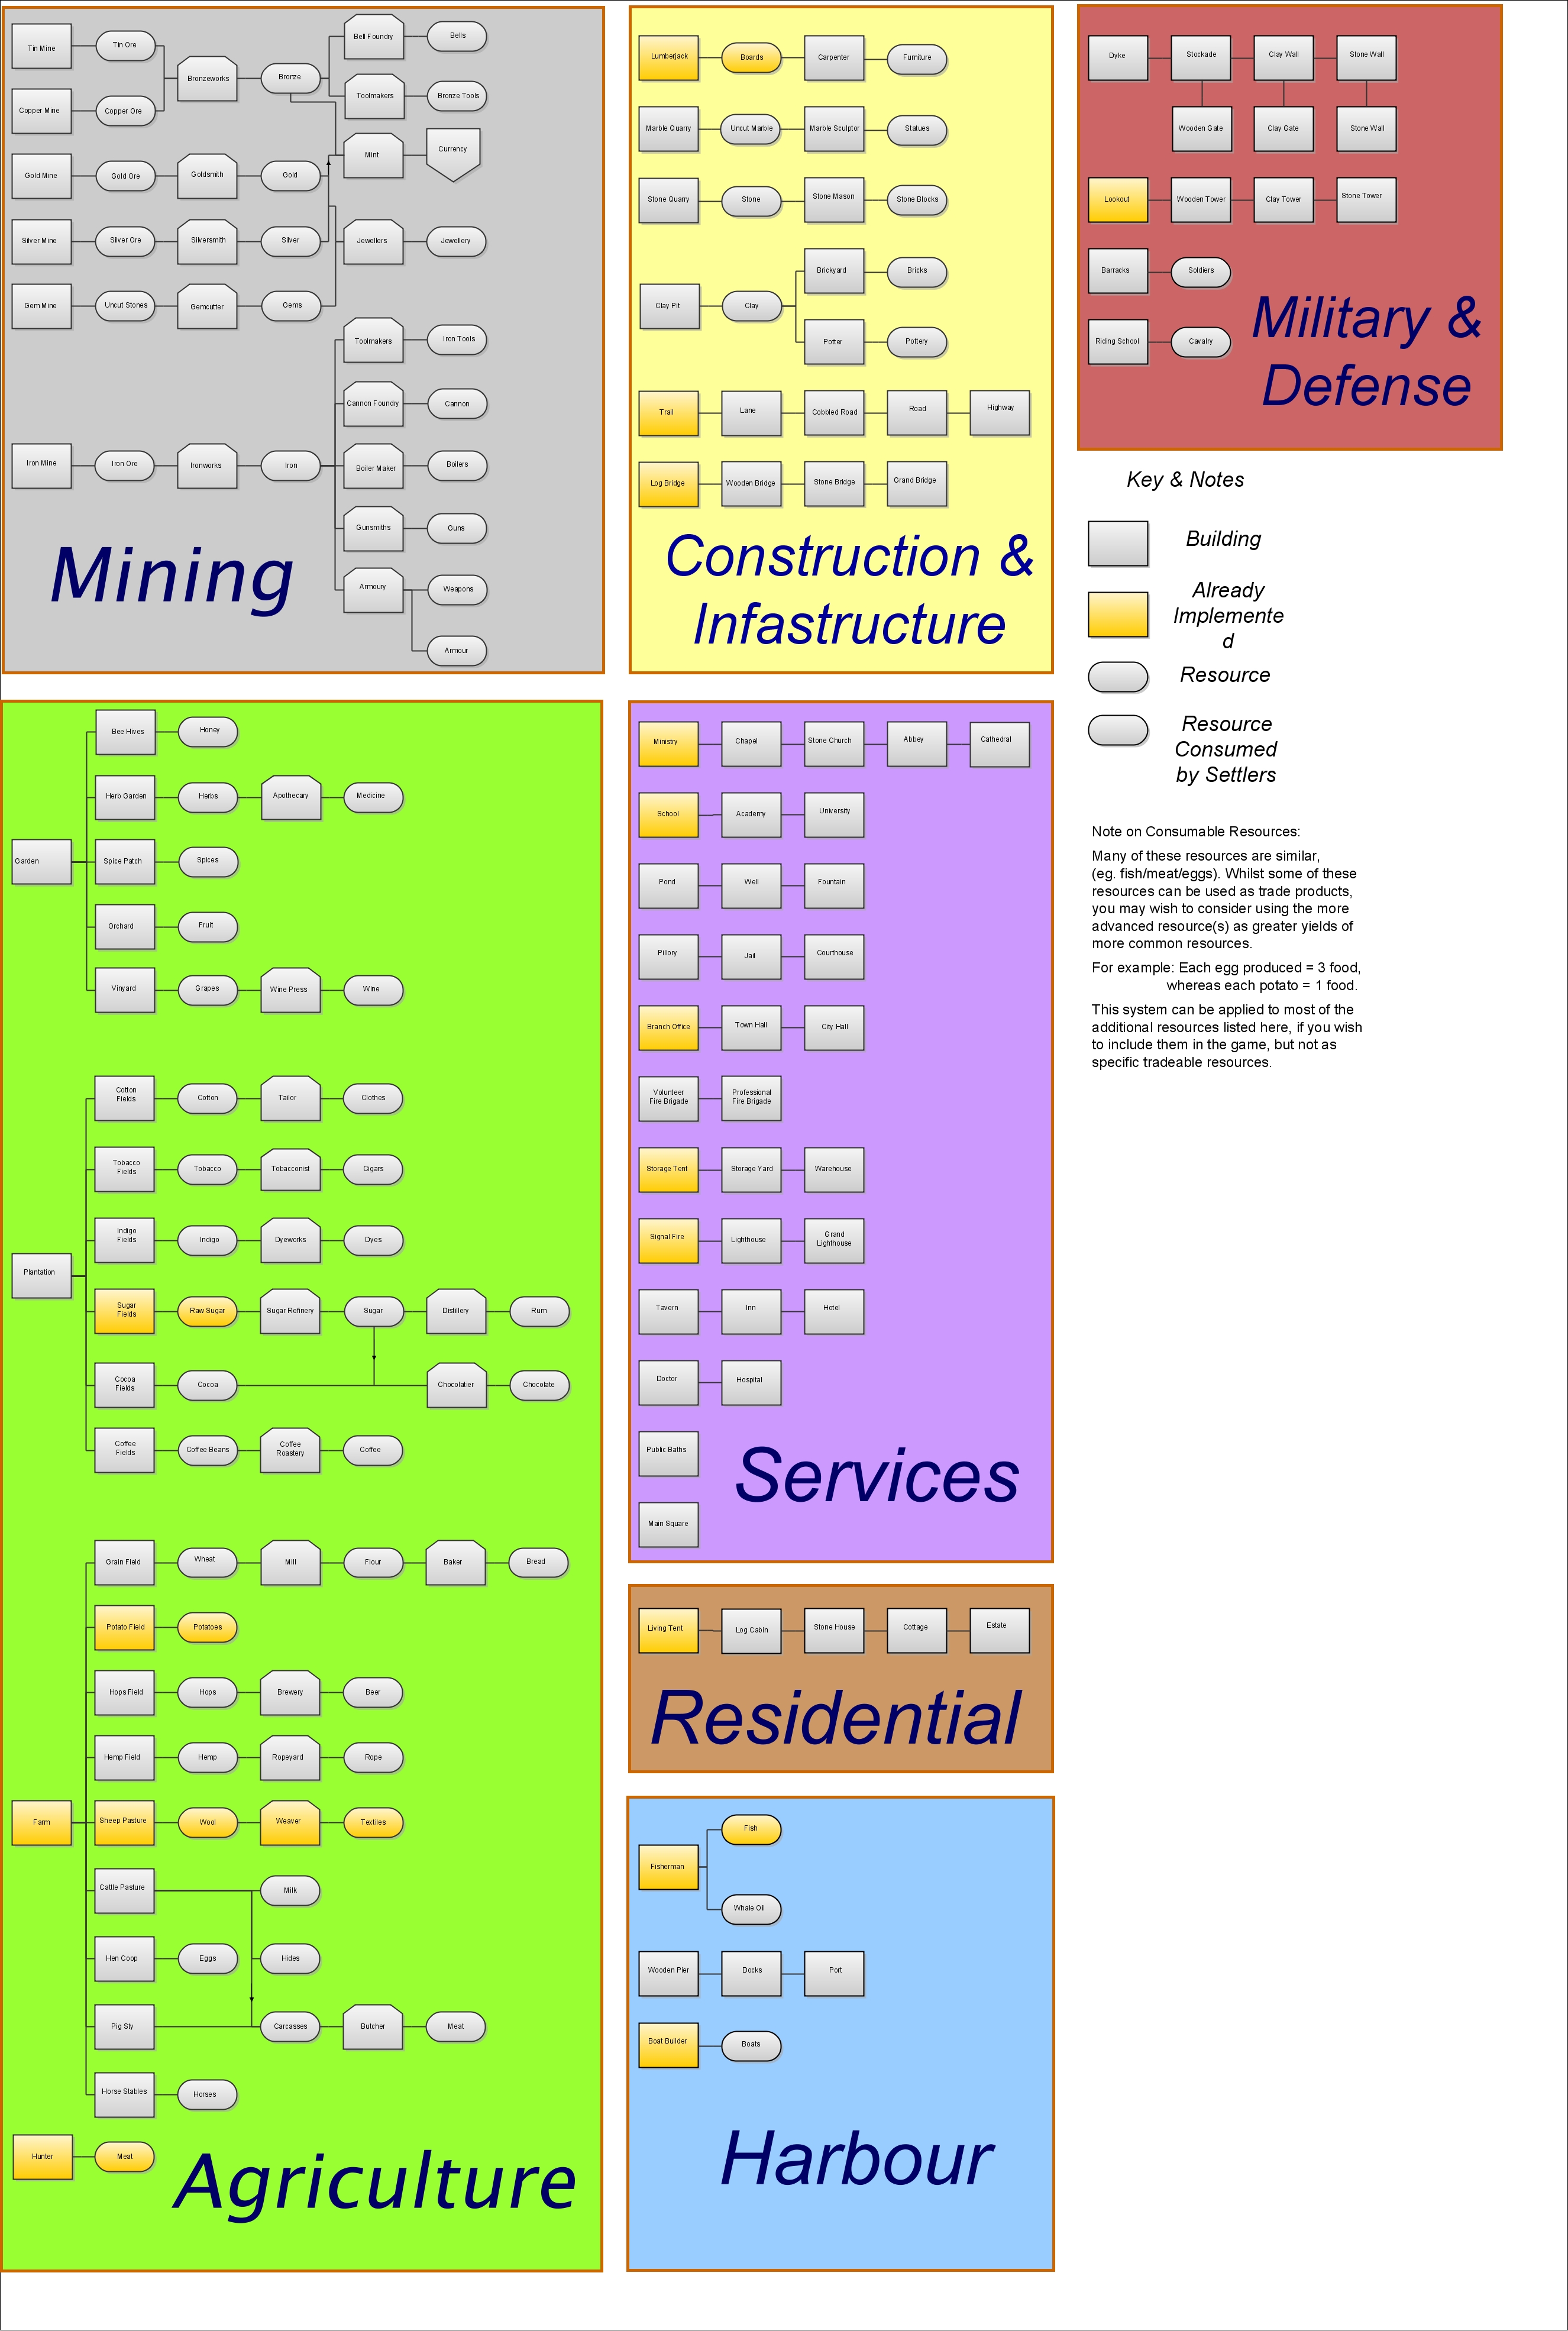 Tin Mine
Tin Ore
Copper Mine
Copper Ore
Bronzeworks
Bronze
Bell Foundry
Bells
Toolmakers
Bronze Tools
Mint
Currency
Gold Mine
Gold Ore
Goldsmith
Gold
Silver Mine
Silver Ore
Silversmith
Silver
Jewellers
Jewellery
Gem Mine
Uncut Stones
Gemcutter
Gems
Toolmakers
Iron Tools
Cannon Foundry
Cannon
Iron Mine
Iron Ore
Ironworks
Iron
Boiler Maker
Boilers
Gunsmiths
Guns
Armoury
Weapons
Armour
Mining
Lumberjack
Boards
Carpenter
Furniture
Marble Quarry
Uncut Marble
Marble Sculptor
Statues
Stone Quarry
Stone
Stone Mason
Stone Blocks
Clay Pit
Clay
Brickyard
Bricks
Potter
Pottery
Trail
Lane
Cobbled Road
Road
Highway
Log Bridge
Wooden Bridge
Stone Bridge
Grand Bridge
Construction &
Infastructure
Dyke
Stockade
Clay Wall
Stone Wall
Wooden Gate
Clay Gate
Stone Wall
Lookout
Wooden Tower
Clay Tower
Stone Tower
Barracks
Soldiers
Riding School
Cavalry
Military &
Defense
Key & Notes
Building
Already
Implemente
d
Resource
Resource
Consumed
by Settlers
Note on Consumable Resources:
Many of these resources are similar,
(eg. fish/meat/eggs). Whilst some of these
resources can be used as trade products,
you may wish to consider using the more
advanced resource(s) as greater yields of
more common resources.
For example: Each egg produced = 3 food,
whereas each potato = 1 food.
This system can be applied to most of the
additional resources listed here, if you wish
to include them in the game, but not as
specific tradeable resources.
Garden
Bee Hives
Honey
Herb Garden
Herbs
Apothecary
Medicine
Spice Patch
Spices
Orchard
Fruit
Vinyard
Grapes
Wine Press
Wine
Plantation
Cotton
Fields
Cotton
Tailor
Clothes
Tobacco
Fields
Tobacco
Tobacconist
Cigars
Indigo
Fields
Indigo
Dyeworks
Dyes
Sugar
Fields
Raw Sugar
Sugar Refinery
Sugar
Distillery
Rum
Cocoa
Fields
Cocoa
Chocolatier
Chocolate
Coffee
Fields
Coffee Beans
Coffee
Roastery
Coffee
Grain Field
Wheat
Mill
Flour
Baker
Bread
Potato Field
Potatoes
Hops Field
Hops
Brewery
Beer
Hemp Field
Hemp
Ropeyard
Rope
Farm
Sheep Pasture
Wool
Weaver
Textiles
Cattle Pasture
Milk
Hen Coop
Eggs
Hides
Pig Sty
Carcasses
Butcher
Meat
Horse Stables
Horses
Hunter
Meat
Agriculture
Ministry
Chapel
Stone Church
Abbey
Cathedral
School
Academy
University
Pond
Well
Fountain
Pillory
Jail
Courthouse
Branch Office
Town Hall
City Hall
Volunteer
Fire Brigade
Professional
Fire Brigade
Storage Tent
Storage Yard
Warehouse
Signal Fire
Lighthouse
Grand
Lighthouse
Tavern
Inn
Hotel
Doctor
Hospital
Public Baths
Main Square
Services
Living Tent
Log Cabin
Stone House
Cottage
Estate
Residential
Fisherman
Fish
Whale Oil
Wooden Pier
Docks
Port
Boat Builder
Boats
Harbour